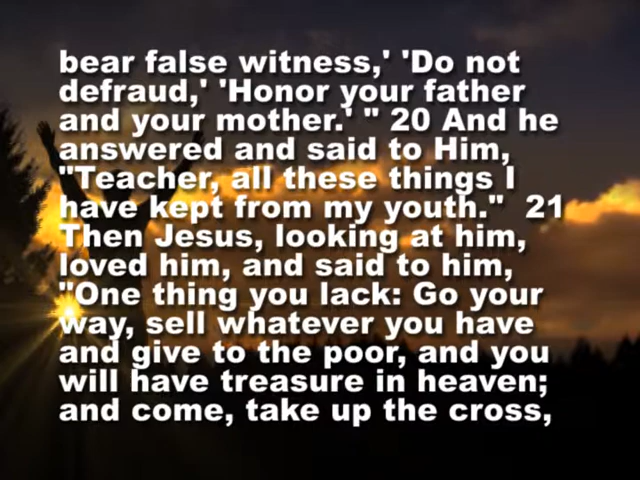 bear false witness,' 'Do not
defraud,' 'Honor your father
and your mother.' " 20 And he
answered and said to Him,
"Teacher, all these things I
have kept from my youth."  21
Then Jesus, looking at him,
loved him, and said to him,
"One thing you lack: Go your
way, sell whatever you have
and give to the poor, and you
will have treasure in heaven;
and come, take up the cross,